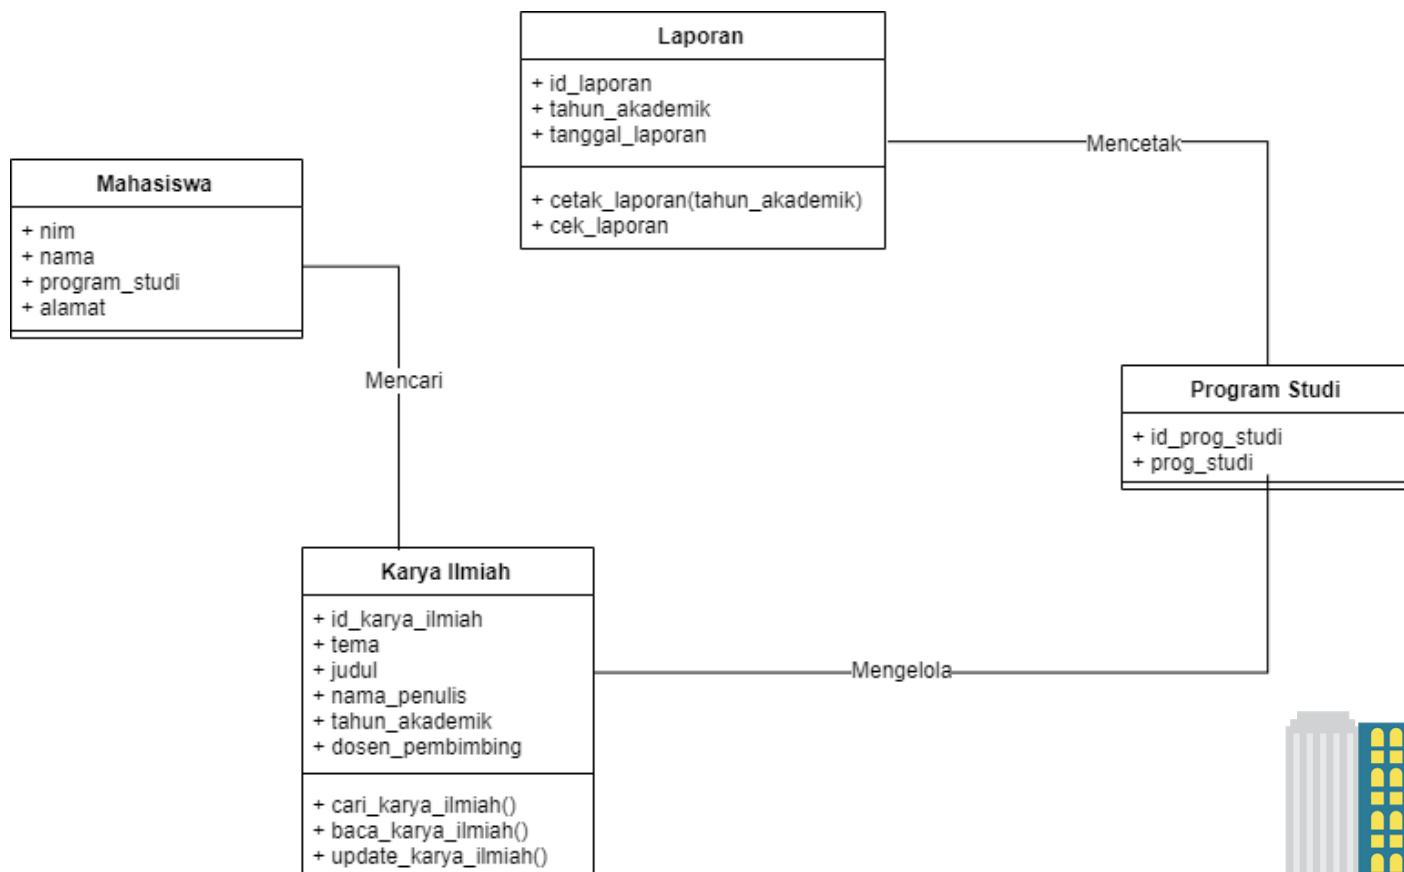 Laporan
+ id_laporan
+ tahun_akademik
+ tanggal_laporan
+ cetak_laporan(tahun_akademik)
+ cek_laporan
Mencetak
Mahasiswa
+ nim
+ nama
+ program_studi
+ alamat
Mencari
Program Studi
+ id_prog_studi
+ prog_studi
Karya Ilmiah
+ id_karya_ilmiah
+ tema
+ judul
+ nama_penulis
+ tahun_akademik
+ dosen_pembimbing
+ cari_karya_ilmiah()
+ baca_karya_ilmiah()
+ update_karya_ilmiah()
Mengelola